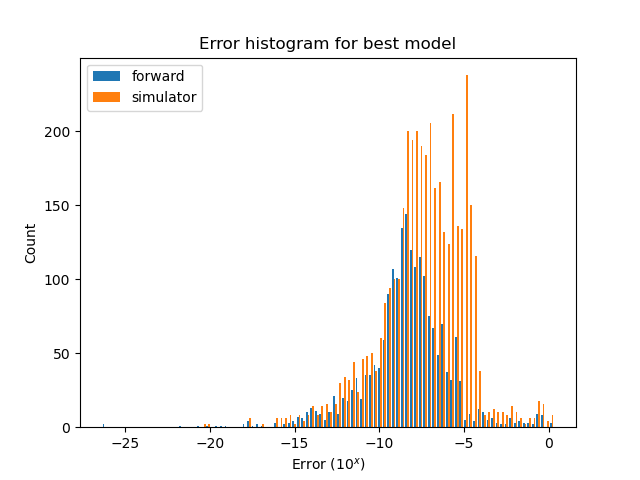 Error histogram for best model
forward
simulator
200
150
100
50
0
Count
−25
−20
−15
−10
−5
0
Error (10^x)